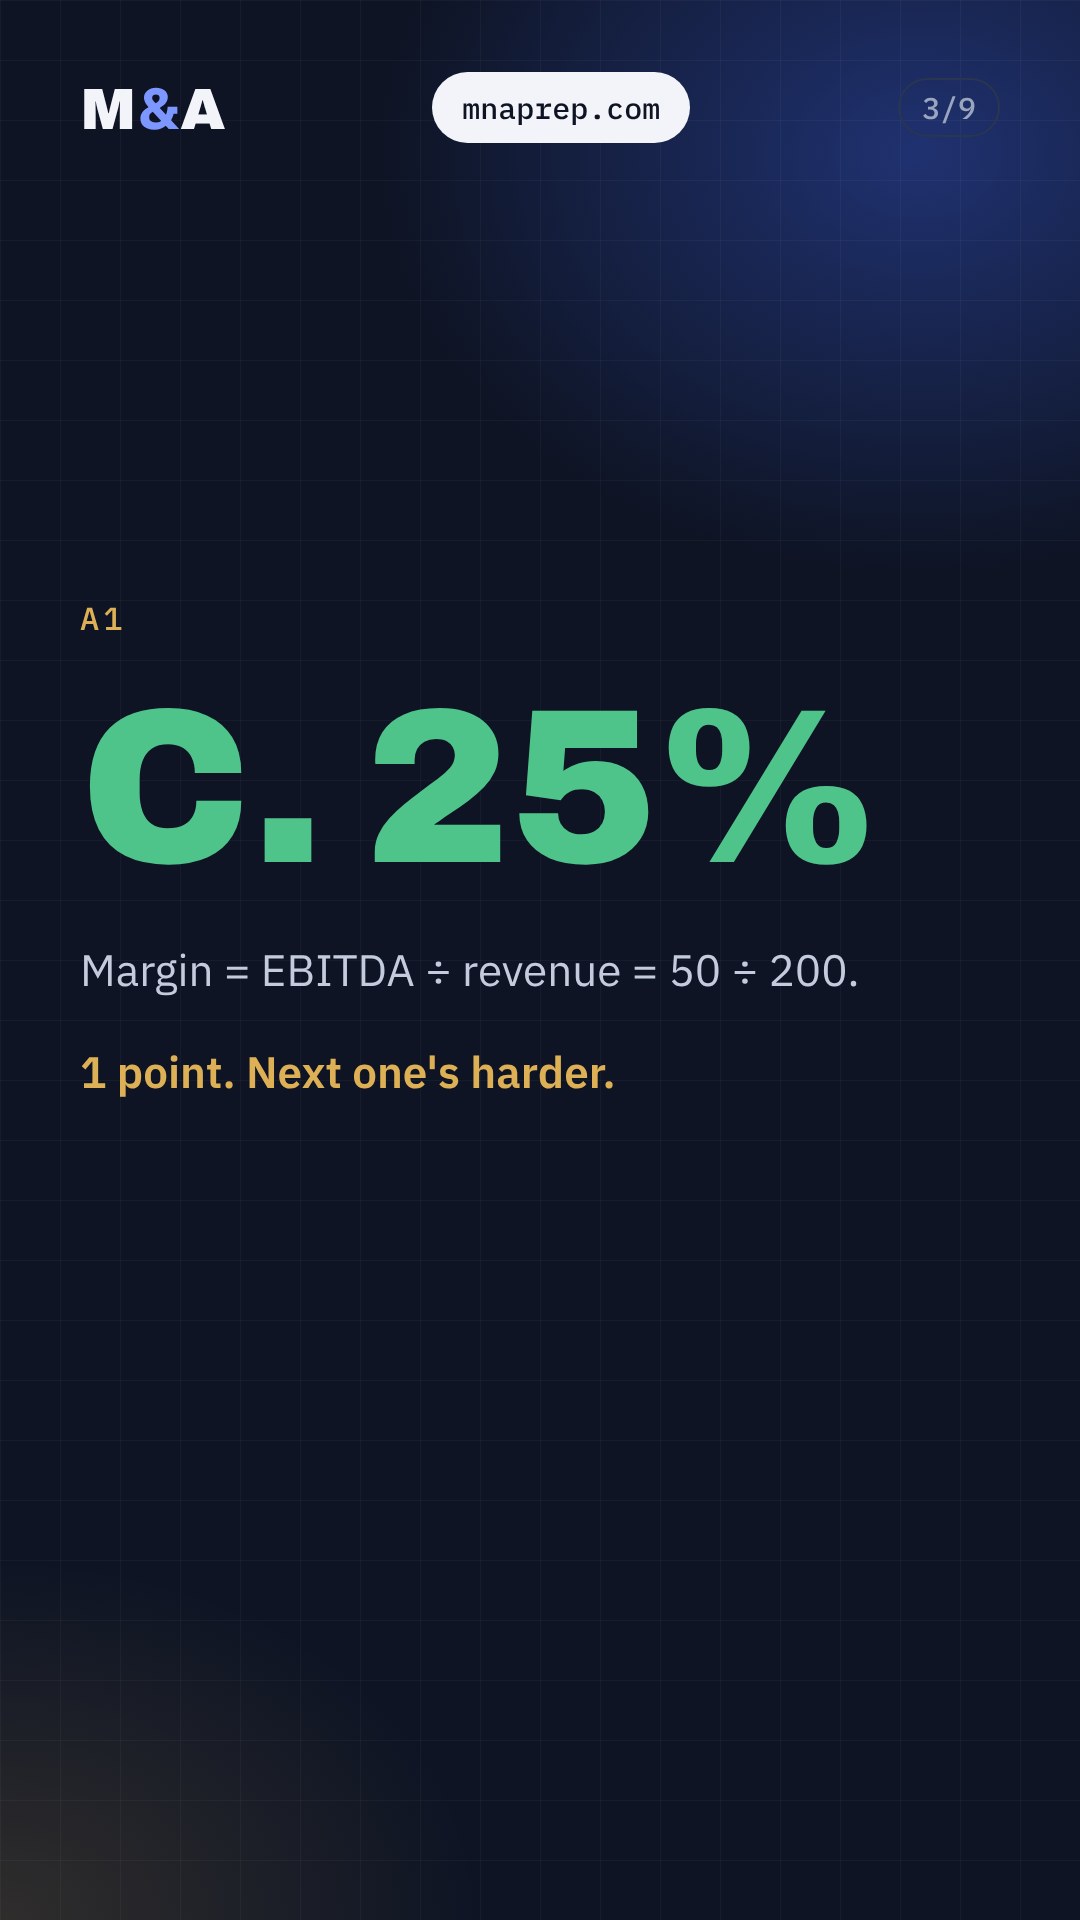 M&A
mnaprep.com
3/9
A1
C. 25%
Margin = EBITDA ÷ revenue = 50 ÷ 200.
1 point. Next one's harder.